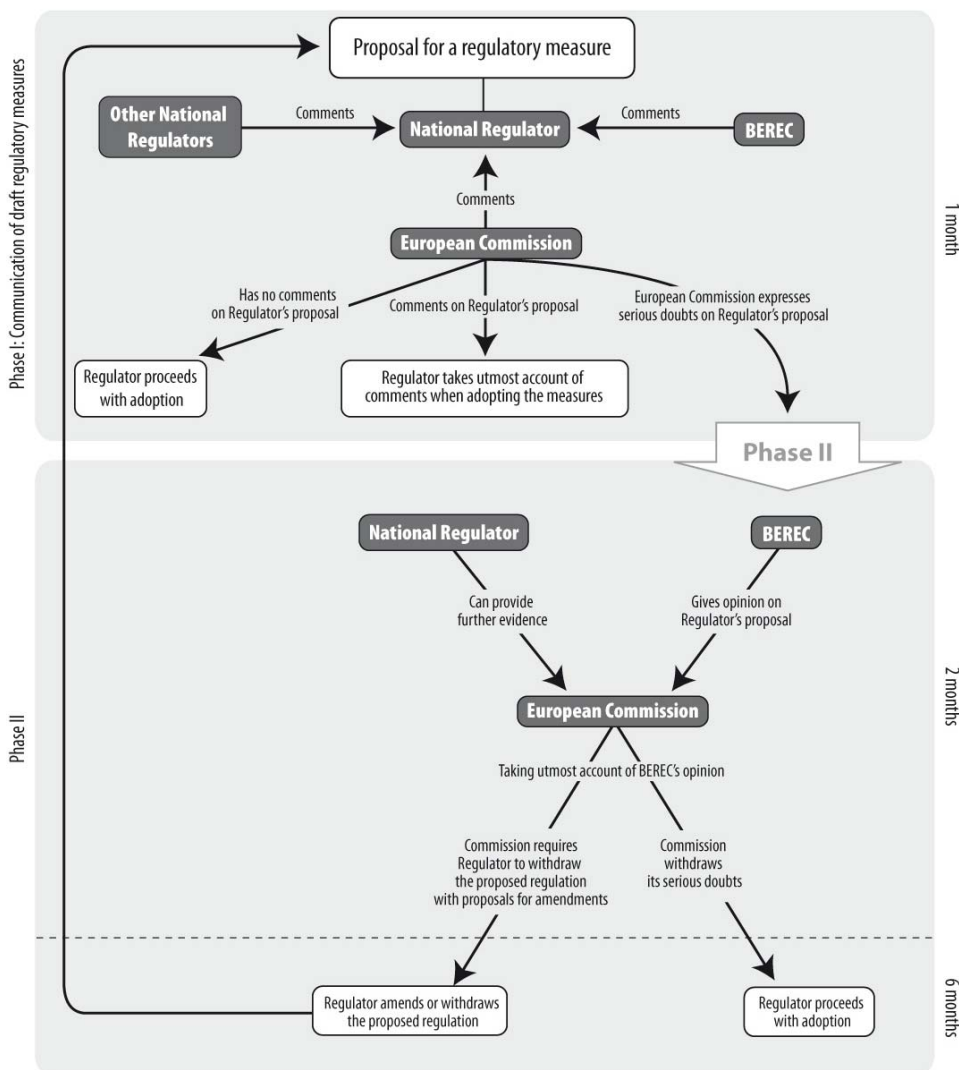 Phase I: Communication of draft regulatory measures
Proposal for a regulatory measure
Other National
Regulators
Comments
National Regulator
Comments
BEREC
Comments
1 month
European Commission
Has no comments
on Regulator's proposal
Comments on Regulator's proposal
European Commission expresses
serious doubts on Regulator's proposal
Regulator proceeds
with adoption
Regulator takes utmost account of
comments when adopting the measures
Phase II
Phase II
National Regulator
BEREC
Can provide
further evidence
Gives opinion on
Regulator's proposal
2 months
European Commission
Taking utmost account of BEREC's opinion
Commission requires
Regulator to withdraw
the proposed regulation
with proposals for amendments
Commission
withdraws
its serious doubts
6 months
Regulator amends or withdraws
the proposed regulation
Regulator proceeds
with adoption